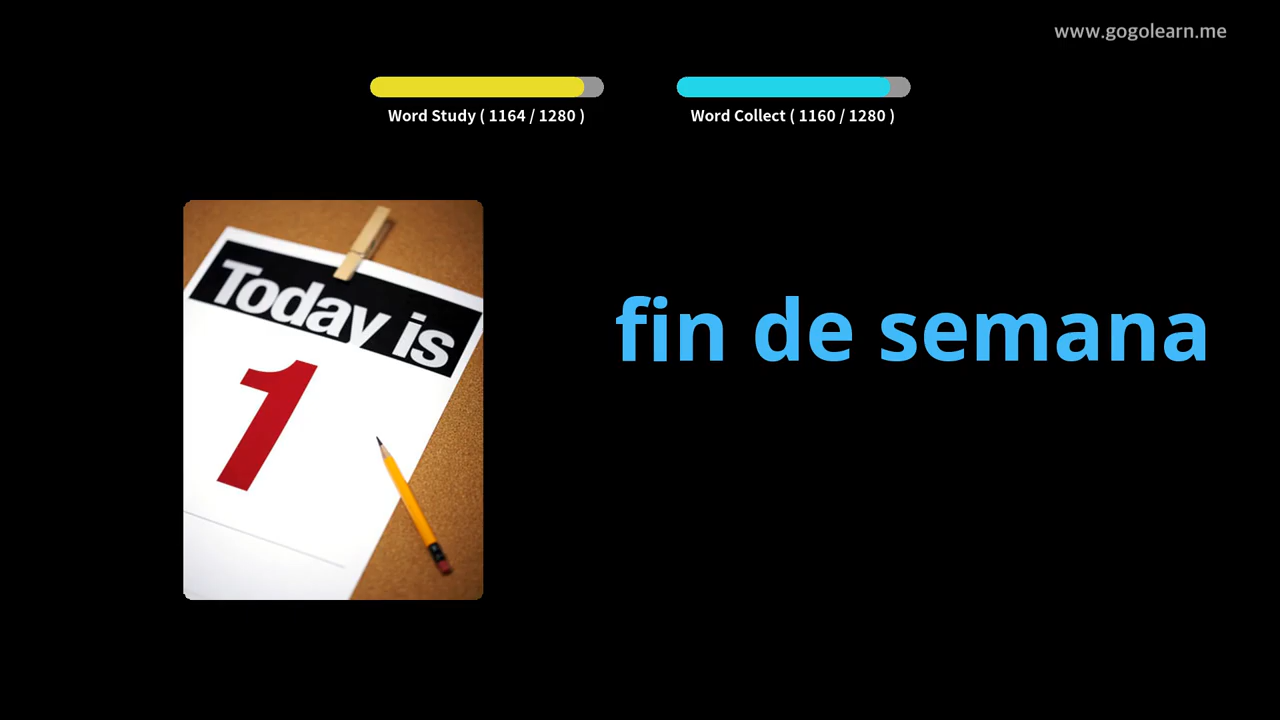 www.gogolearn.me
Word Study ( 1164 / 1280 )
Word Collect ( 1160 / 1280 )
Today is
1
fin de semana